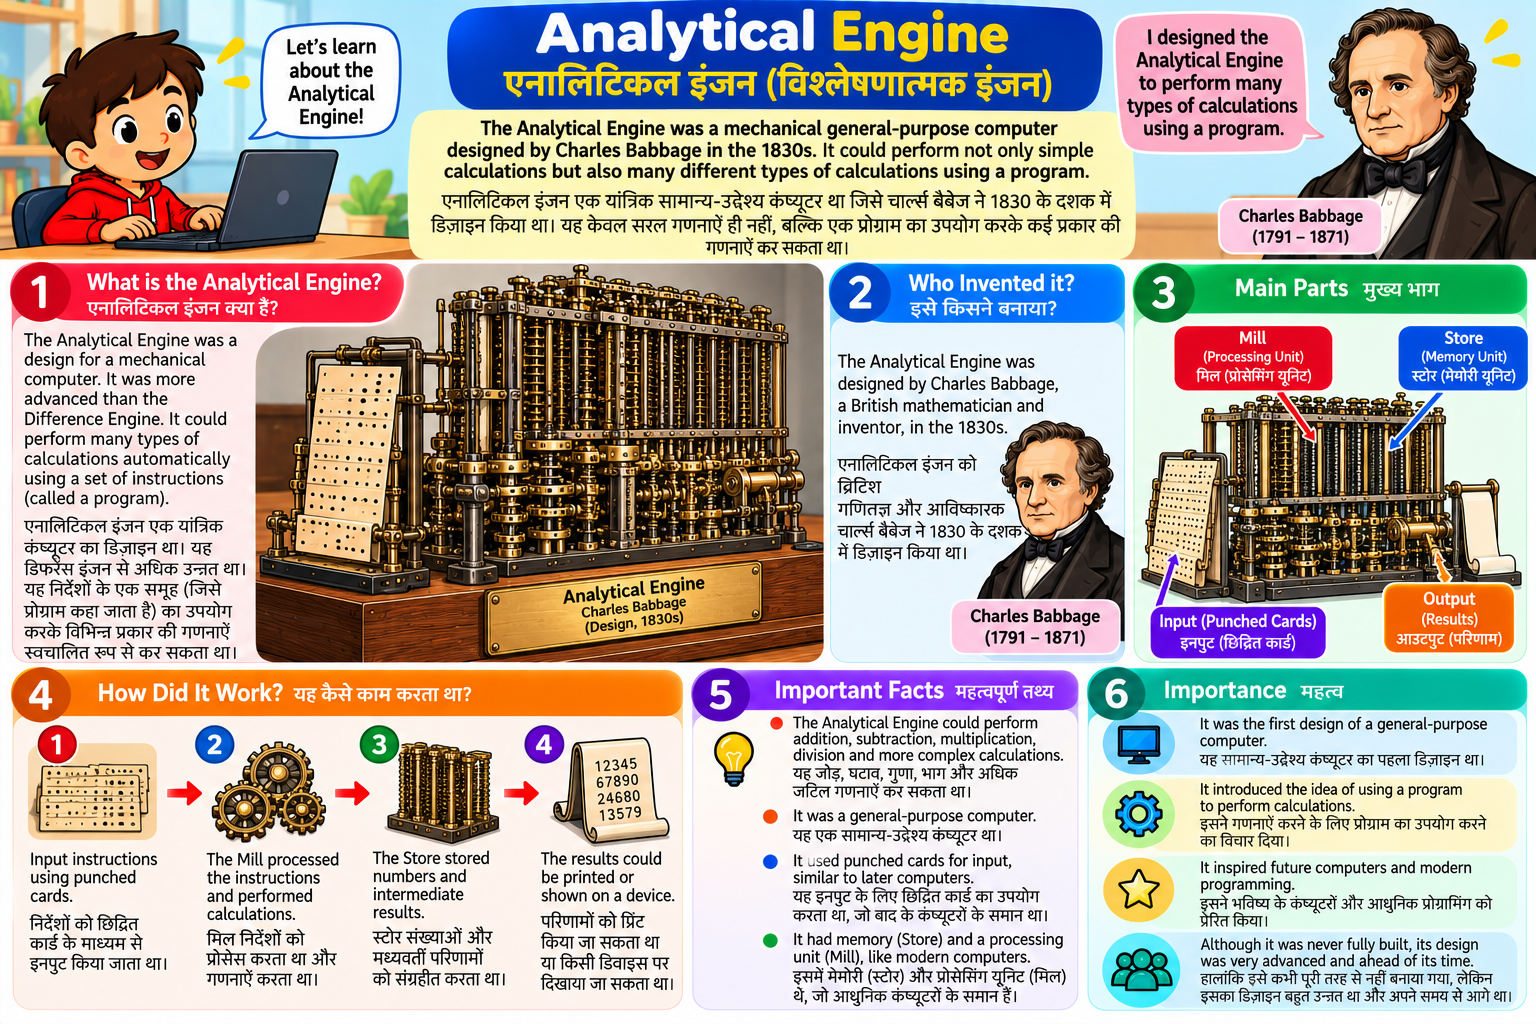 Let's learn
about the
Analytical
Engine!
Analytical Engine
एनालिटिकल इंजन (विश्लेषणात्मक इंजन)
The Analytical Engine was a mechanical general-purpose computer
designed by Charles Babbage in the 1830s. It could perform not only simple
calculations but also many different types of calculations using a program.
एनालिटिकल इंजन एक यांत्रिक सामान्य-उद्देश्य कंप्यूटर था जिसे चार्ल्स बैबेज ने 1830 के दशक में
डिज़ाइन किया था। यह केवल सरल गणनाऐं ही नहीं, बल्कि एक प्रोग्राम का उपयोग करके कई प्रकार की
गणनाऐं कर सकता था।
I designed the
Analytical Engine
to perform many
types of calculations
using a program.
Charles Babbage
(1791 – 1871)
1 What is the Analytical Engine?
एनालिटिकल इंजन क्या हैं?
The Analytical Engine was a
design for a mechanical
computer. It was more
advanced than the
Difference Engine. It could
perform many types of
calculations automatically
using a set of instructions
(called a program).
एनालिटिकल इंजन एक यांत्रिक
कंप्यूटर का डिज़ाइन था। यह
डिफरेंस इंजन से अधिक उन्नत था।
यह निर्देशों के एक समूह (जिसे
प्रोग्राम कहा जाता है) का उपयोग
करके विभिन्न प्रकार की गणनाऐं
स्वचालित रूप से कर सकता था।
Analytical Engine
Charles Babbage
(Design, 1830s)
2 Who Invented it?
इसे किसने बनाया?
The Analytical Engine was
designed by Charles Babbage,
a British mathematician and
inventor, in the 1830s.
एनालिटिकल इंजन को
ब्रिटिश
गणितज्ञ और आविष्कारक
चार्ल्स बैबेज ने 1830 के दशक
में डिज़ाइन किया था।
Charles Babbage
(1791 – 1871)
3 Main Parts मुख्य भाग
Mill
(Processing Unit)
मिल (प्रोसेसिंग यूनिट)
Store
(Memory Unit)
स्टोर (मेमोरी यूनिट)
Input (Punched Cards)
इनपुट (छिद्रित कार्ड)
Output
(Results)
आउटपुट (परिणाम)
4 How Did It Work? यह कैसे काम करता था?
1
Input instructions
using punched
cards.
निर्देशों को छिद्रित
कार्ड के माध्यम से
इनपुट किया जाता था।
2
The Mill processed
the instructions
and performed
calculations.
मिल निर्देशों को
प्रोसेस करता था और
गणनाऐं करता था।
3
The Store stored
numbers and
intermediate
results.
स्टोर संख्याओं और
मध्यवर्ती परिणामों
को संग्रहीत करता था।
4
12345
67890
24680
13579
The results could
be printed or
shown on a device.
परिणामों को प्रिंट
किया जा सकता था
या किसी डिवाइस पर
दिखाया जा सकता था।
5 Important Facts महत्वपूर्ण तथ्य
The Analytical Engine could perform
addition, subtraction, multiplication,
division and more complex calculations.
यह जोड़, घटाव, गुणा, भाग और अधिक
जटिल गणनाऐं कर सकता था।
It was a general-purpose computer.
यह एक सामान्य-उद्देश्य कंप्यूटर था।
It used punched cards for input,
similar to later computers.
यह इनपुट के लिए छिद्रित कार्ड का उपयोग
करता था, जो बाद के कंप्यूटरों के समान था।
It had memory (Store) and a processing
unit (Mill), like modern computers.
इसमें मेमोरी (स्टोर) और प्रोसेसिंग यूनिट (मिल)
थे, जो आधुनिक कंप्यूटरों के समान हैं।
6 Importance महत्व
It was the first design of a general-purpose
computer.
यह सामान्य-उद्देश्य कंप्यूटर का पहला डिज़ाइन था।
It introduced the idea of using a program
to perform calculations.
इसने गणनाऐं करने के लिए प्रोग्राम का उपयोग करने
का विचार दिया।
It inspired future computers and modern
programming.
इसने भविष्य के कंप्यूटरों और आधुनिक प्रोग्रामिंग को
प्रेरित किया।
Although it was never fully built, its design
was very advanced and ahead of its time.
हालांकि इसे कभी पूरी तरह से नहीं बनाया गया, लेकिन
इसका डिज़ाइन बहुत उन्नत था और अपने समय से आगे था।